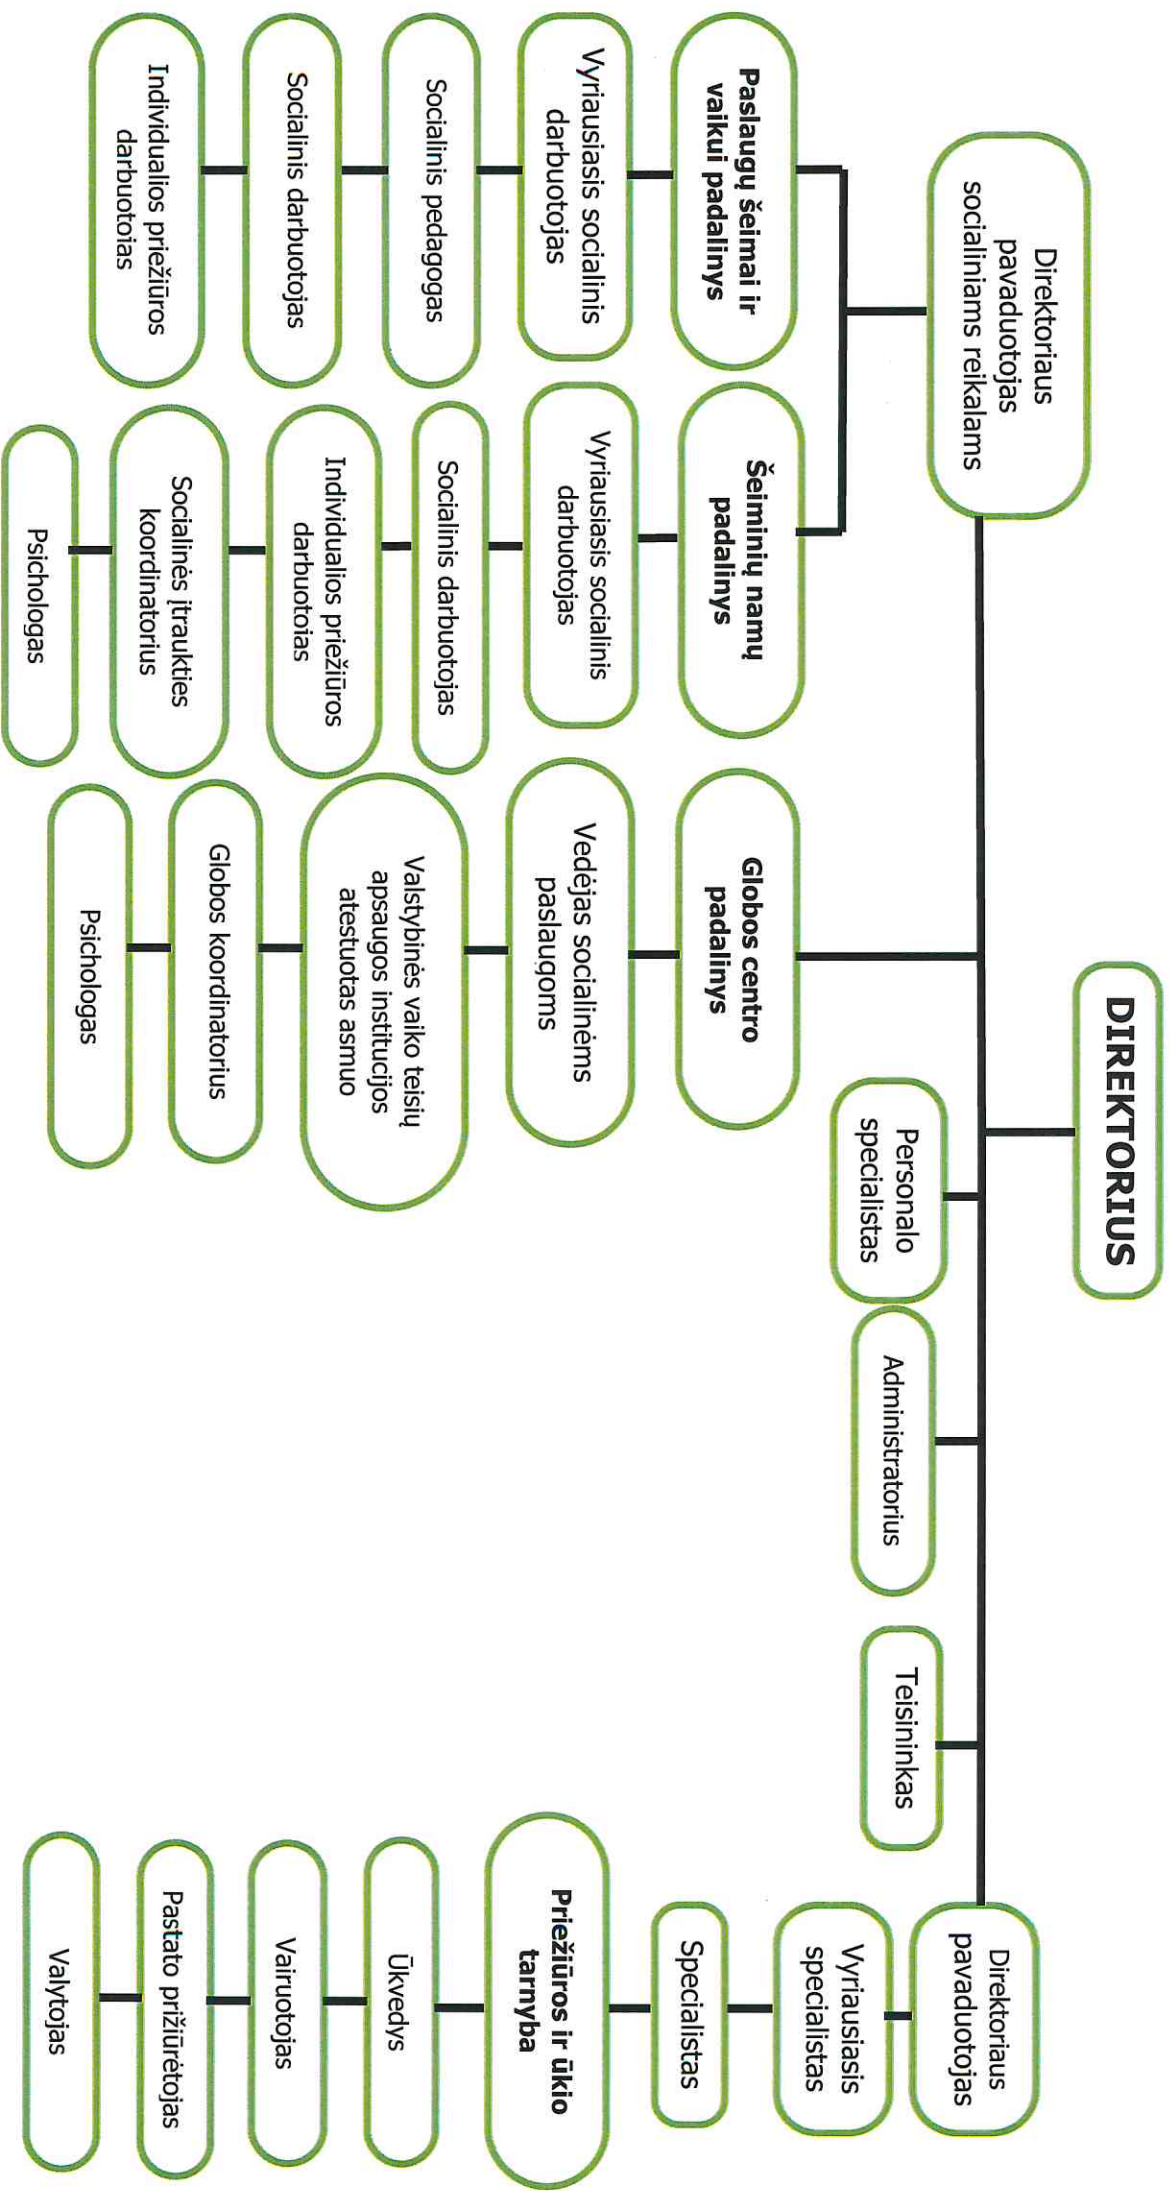 DIREKTORIUS
Direktoriaus
pavaduotojas
socialiniams reikalams
Paslaugų šeimai ir
vaikui padalinys
Vyriausiasis socialinis
darbuotojas
Socialinis pedagogas
Socialinis darbuotojas
Individualios priežiūros
darbuotojas
Šeiminių namų
padalinys
Vyriausiasis socialinis
darbuotojas
Socialinis darbuotojas
Individualios priežiūros
darbuotojas
Socialinės įtraukties
koordinatorius
Psichologas
Globos centro
padalinys
Vedėjas socialinėms
paslaugoms
Valstybinės vaiko teisių
apsaugos institucijos
atestuotas asmuo
Globos koordinatorius
Psichologas
Personalo
specialistas
Administratorius
Teisininkas
Direktoriaus
pavaduotojas
Vyriausiasis
specialistas
Specialistas
Priežiūros ir ūkio
tarnyba
Ūkvedys
Vairuotojas
Pastato prižiūrėtojas
Valytojas